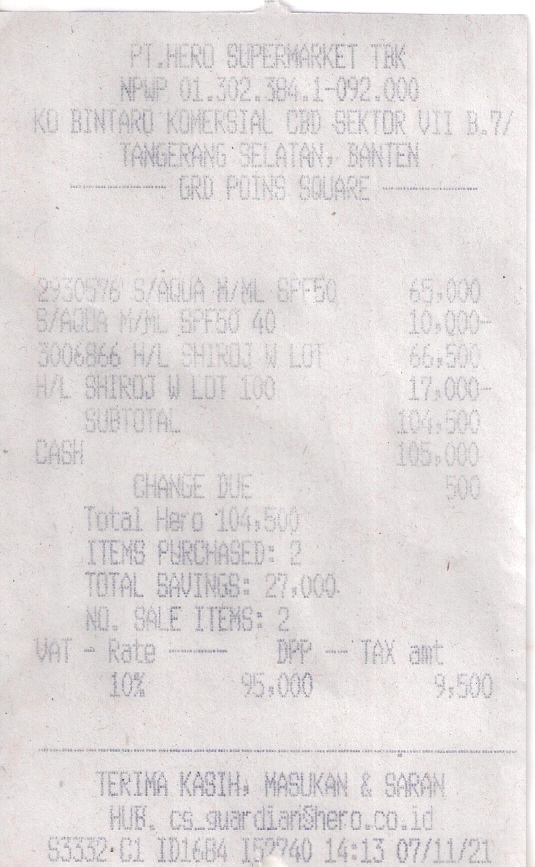 PT.HERO SUPERMARKET TBK
NPWP 01.302.384.1-092.000
KO BINTARO KOMERSIAL CBD SEKTOR VII B.7/
TANGERANG SELATAN, BANTEN
---------- GRD POINS SQUARE ----------
2930576 S/AQUA M/ML SPF50 65,000
S/AQUA M/ML SPF50 40 10,000-
3006866 H/L SHIROJ W LOT 66,500
H/L SHIROJ W LOT 100 17,000-
SUBTOTAL 104,500
CASH 105,000
CHANGE DUE 500
Total Hero 104,500
ITEMS PURCHASED: 2
TOTAL SAVINGS: 27,000
NO. SALE ITEMS: 2
VAT - Rate ------ DPP -- TAX amt
10% 95,000 9,500
TERIMA KASIH, MASUKAN & SARAN
HUB. cs_guardian@hero.co.id
S3332 C1 ID1684 I52740 14:13 07/11/21